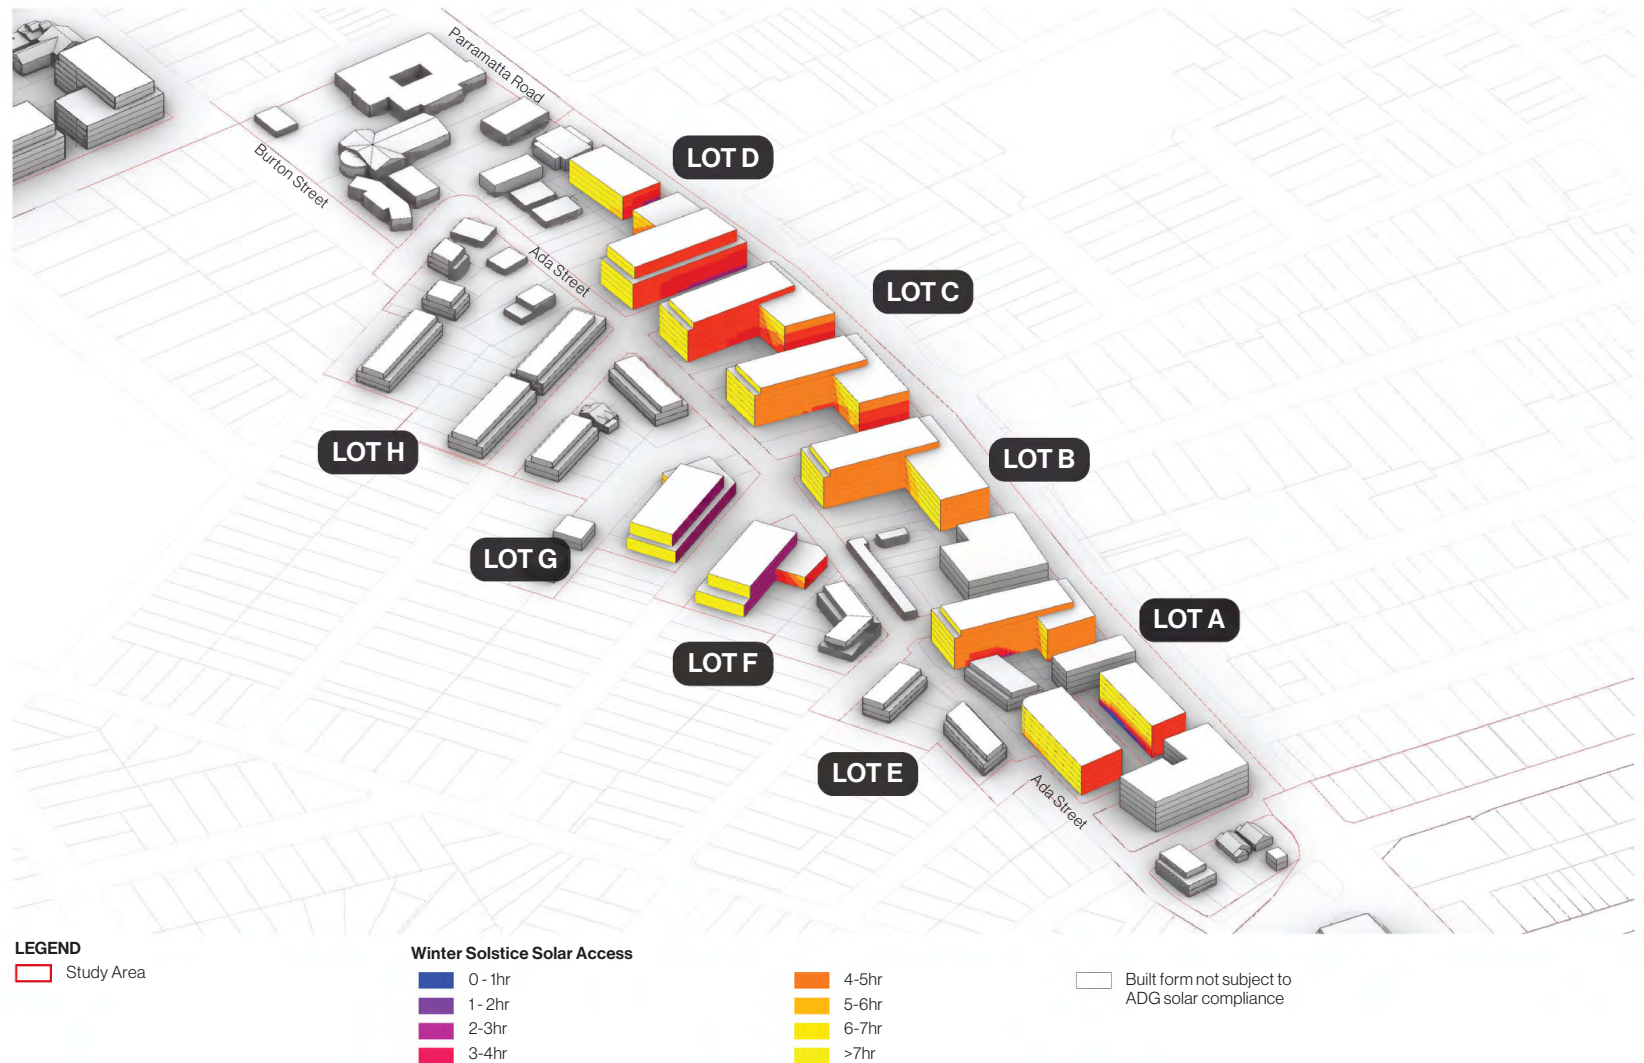 Parramatta Road
Burton Street
LOT D
Ada Street
LOT C
LOT H
LOT B
LOT G
LOT A
LOT F
LOT E
Ada Street
LEGEND
Study Area
Winter Solstice Solar Access
0 - 1hr
1 - 2hr
2-3hr
3-4hr
4-5hr
5-6hr
6-7hr
>7hr
Built form not subject to
ADG solar compliance